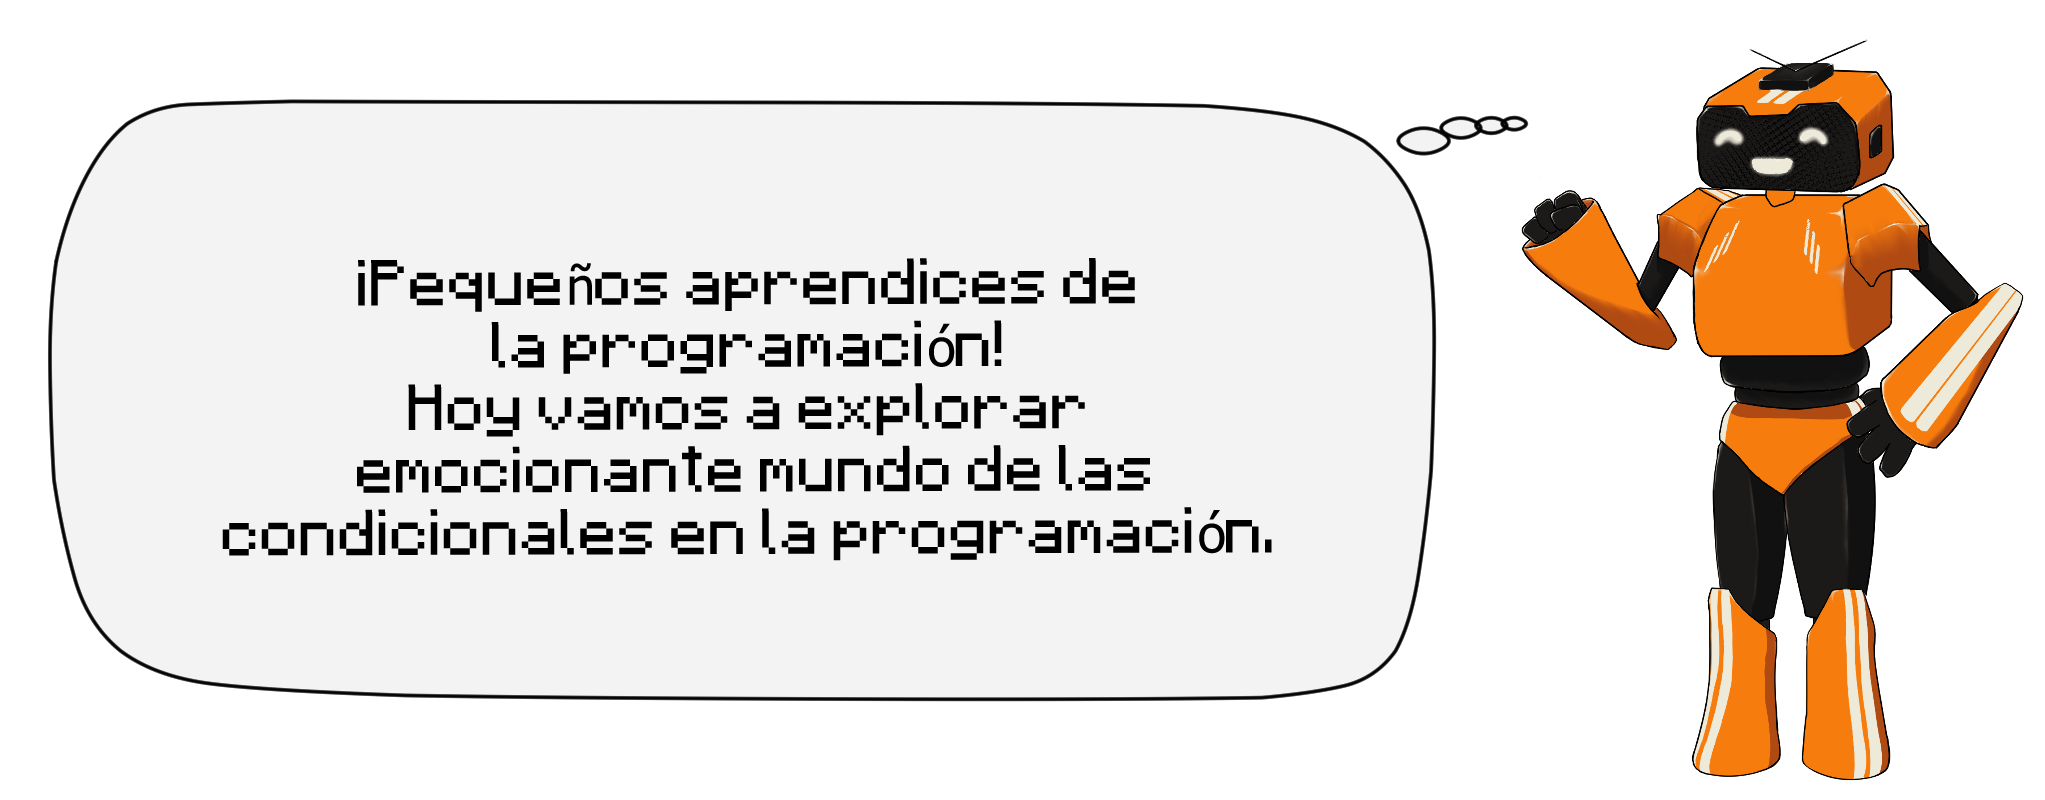 ¡Pequeños aprendices de
la programación!
Hoy vamos a explorar
emocionante mundo de las
condicionales en la programación.